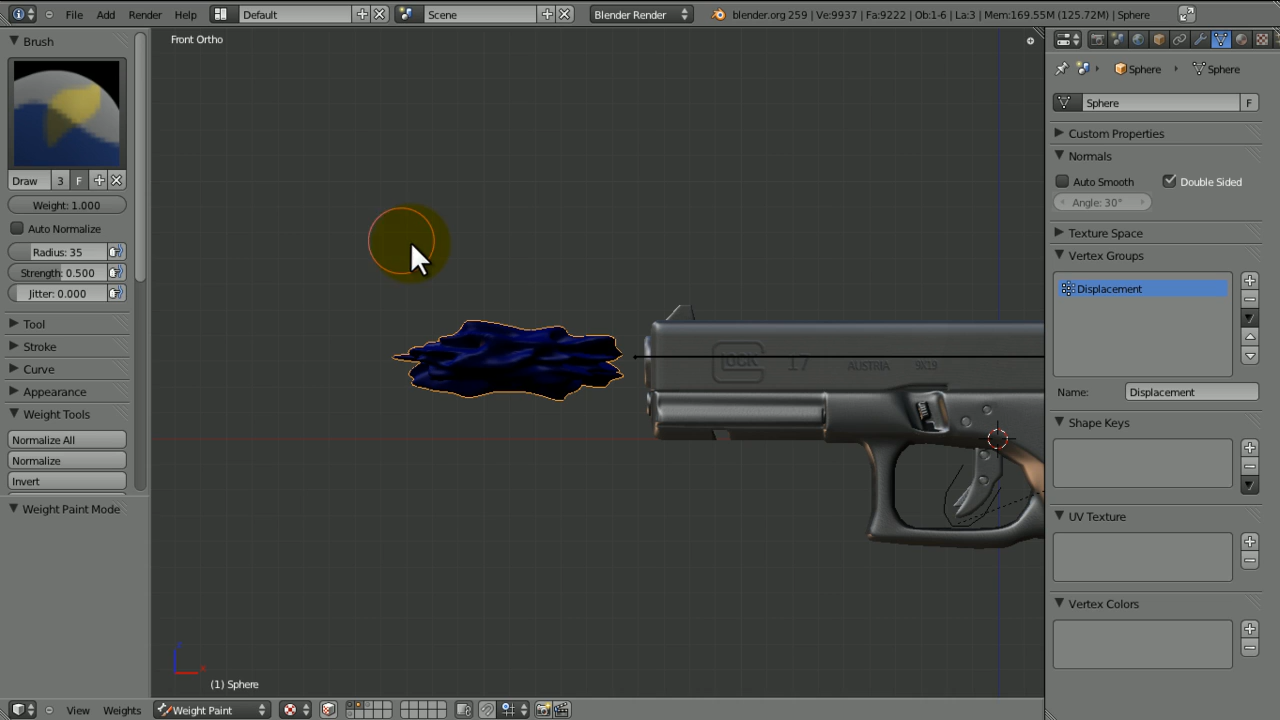 File Add Render Help Default Scene Blender Render blender.org 259 | Ve:9937 | Fa:9222 | Ob:1-6 | La:3 | Mem:169.55M (125.72M) | Sphere
Brush
Draw 3 F
Weight: 1.000
Auto Normalize
Radius: 35
Strength: 0.500
Jitter: 0.000
Tool
Stroke
Curve
Appearance
Weight Tools
Normalize All
Normalize
Invert
Weight Paint Mode
Front Ortho
GLOCK 17 AUSTRIA 9X19
(1) Sphere
View Weights Weight Paint
Sphere Sphere
Sphere F
Custom Properties
Normals
Auto Smooth Double Sided
Angle: 30°
Texture Space
Vertex Groups
Displacement
Name: Displacement
Shape Keys
UV Texture
Vertex Colors